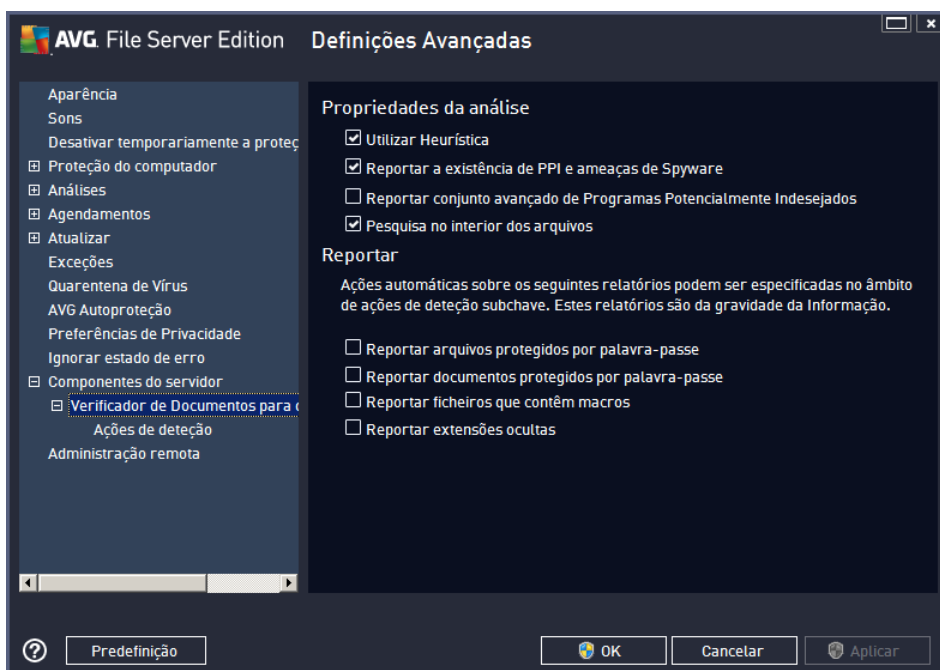 AVG. File Server Edition Definições Avançadas
Aparência
Sons
Desativar temporariamente a proteç
Proteção do computador
Análises
Agendamentos
Atualizar
Exceções
Quarentena de Vírus
AVG Autoproteção
Preferências de Privacidade
Ignorar estado de erro
Componentes do servidor
Verificador de Documentos para
Ações de deteção
Administração remota
Propriedades da análise
Utilizar Heurística
Reportar a existência de PPI e ameaças de Spyware
Reportar conjunto avançado de Programas Potencialmente Indesejados
Pesquisa no interior dos arquivos
Reportar
Ações automáticas sobre os seguintes relatórios podem ser especificadas no âmbito
de ações de deteção subchave. Estes relatórios são da gravidade da Informação.
Reportar arquivos protegidos por palavra-passe
Reportar documentos protegidos por palavra-passe
Reportar ficheiros que contêm macros
Reportar extensões ocultas
Predefinição
OK
Cancelar
Aplicar